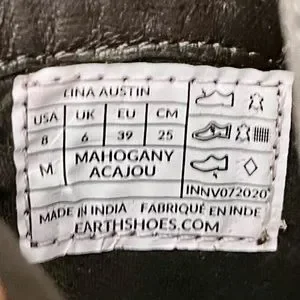 LINA AUSTIN
USA UK EU CM
8 6 39 25
M MAHOGANY
ACAJOU
INNV072020
MADE IN INDIA FABRIQUÉ EN INDE
EARTHSHOES.COM